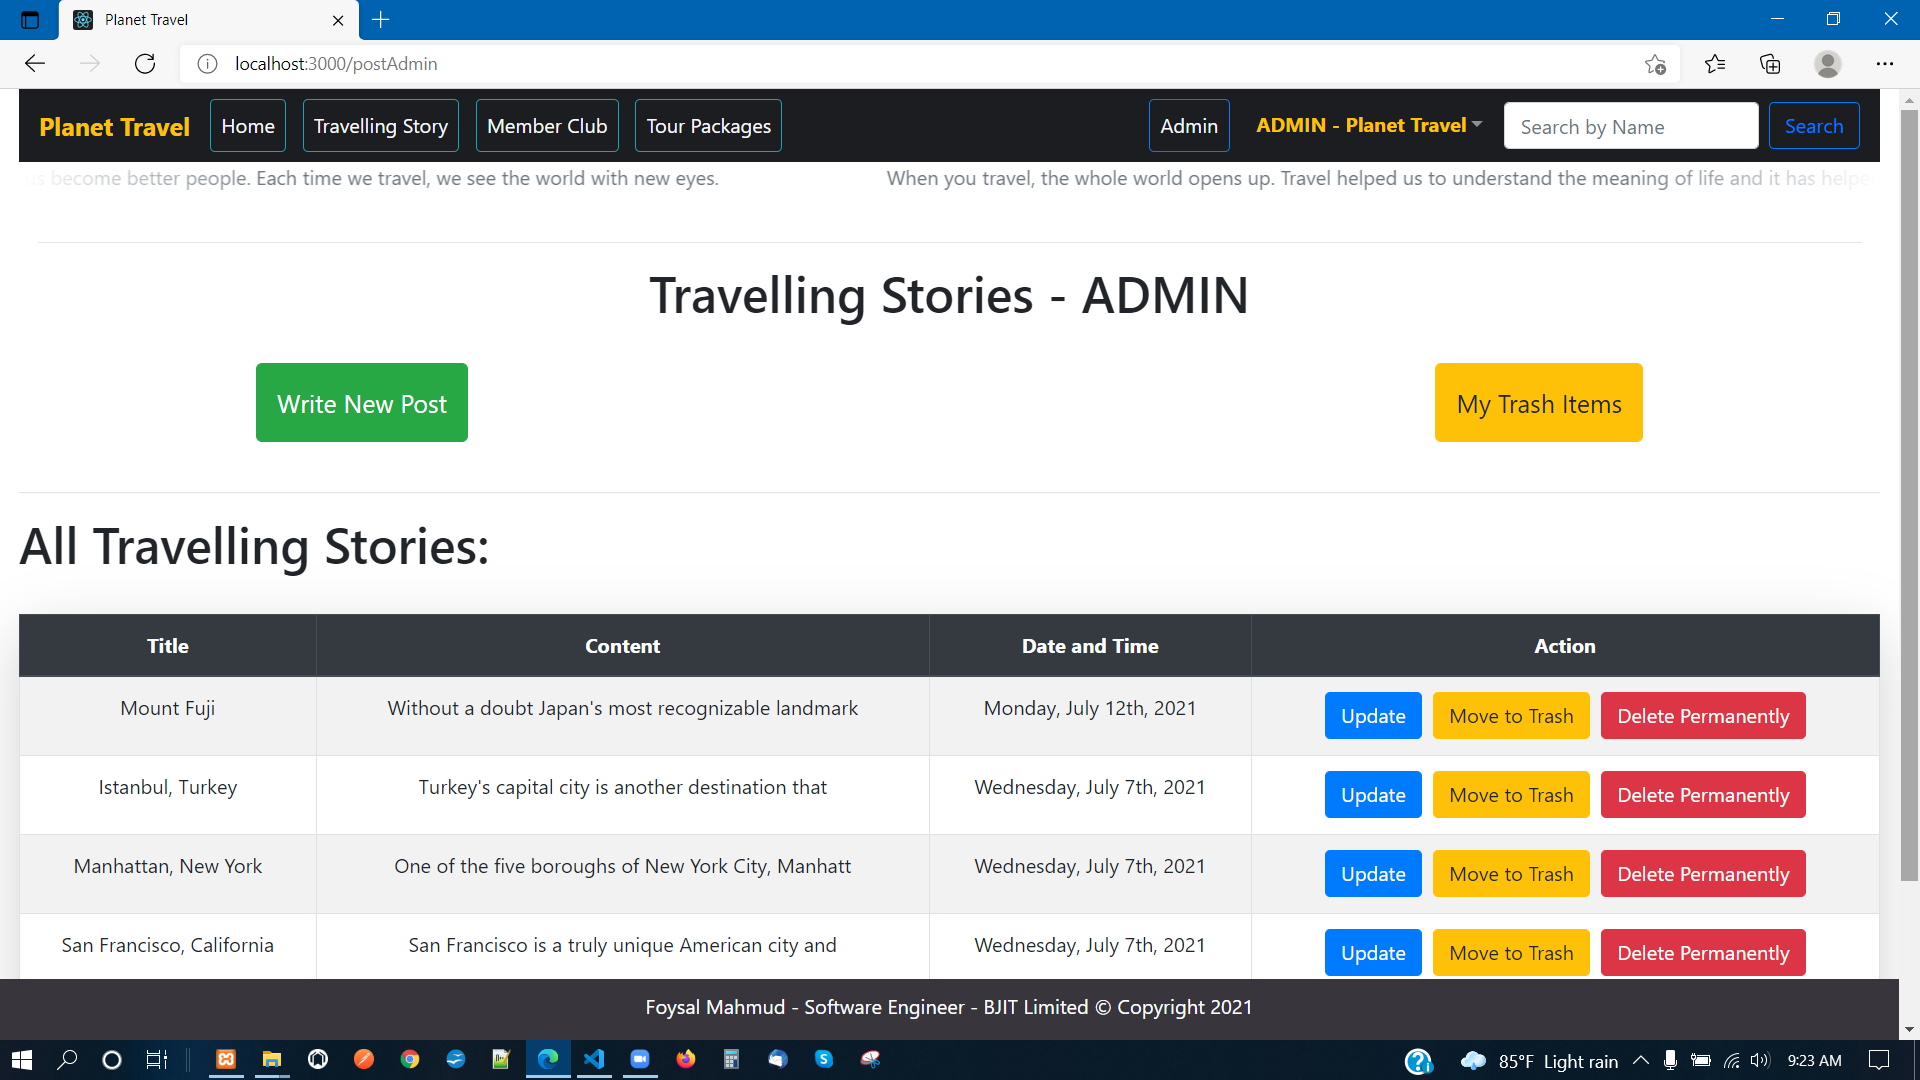 Planet Travel
localhost:3000/postAdmin
Planet Travel Home Travelling Story Member Club Tour Packages Admin ADMIN - Planet Travel Search by Name Search
us become better people. Each time we travel, we see the world with new eyes. When you travel, the whole world opens up. Travel helped us to understand the meaning of life and it has helpe
Travelling Stories - ADMIN
Write New Post My Trash Items
All Travelling Stories:
Title Content Date and Time Action
Mount Fuji Without a doubt Japan's most recognizable landmark Monday, July 12th, 2021 Update Move to Trash Delete Permanently
Istanbul, Turkey Turkey's capital city is another destination that Wednesday, July 7th, 2021 Update Move to Trash Delete Permanently
Manhattan, New York One of the five boroughs of New York City, Manhatt Wednesday, July 7th, 2021 Update Move to Trash Delete Permanently
San Francisco, California San Francisco is a truly unique American city and Wednesday, July 7th, 2021 Update Move to Trash Delete Permanently
Foysal Mahmud - Software Engineer - BJIT Limited © Copyright 2021
85°F Light rain 9:23 AM